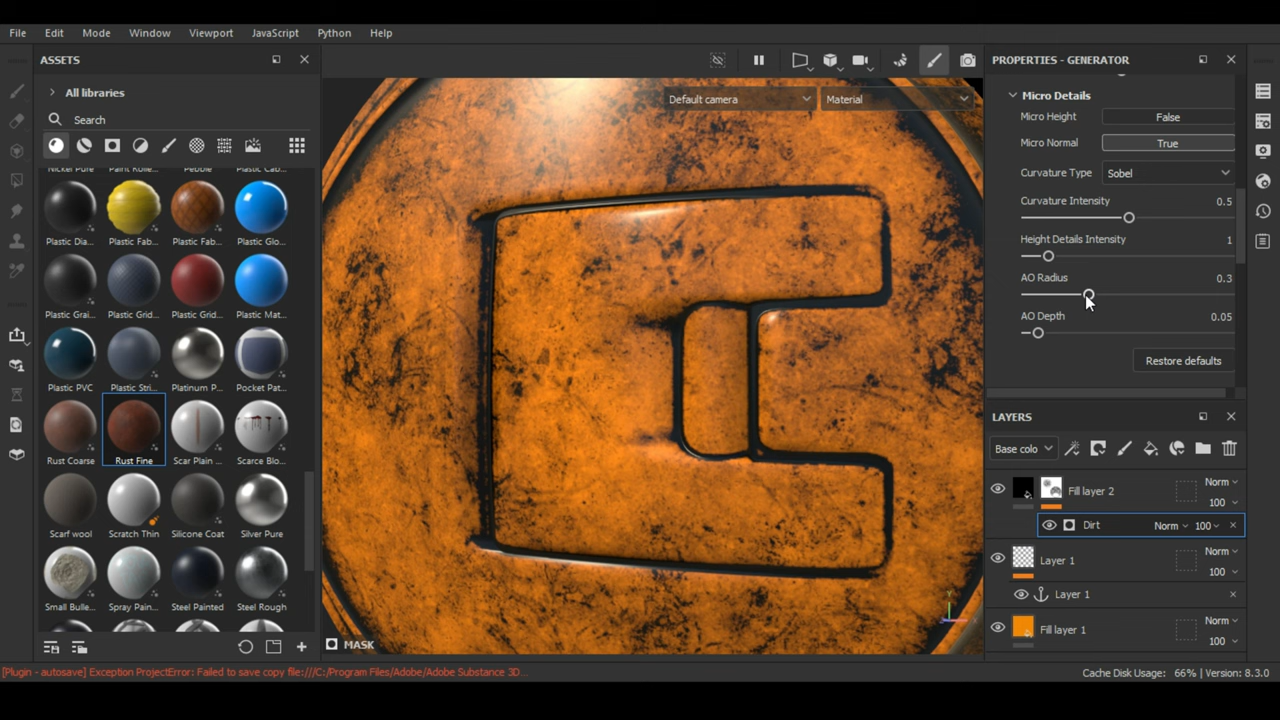 File Edit Mode Window Viewport JavaScript Python Help
ASSETS
All libraries
Search
Plastic Dia...
Plastic Fab...
Plastic Fab...
Plastic Glo...
Plastic Grai...
Plastic Grid...
Plastic Grid...
Plastic Mat...
Plastic PVC
Plastic Stri...
Platinum P...
Pocket Pat...
Rust Coarse
Rust Fine
Scar Plain ...
Scarce Blo...
Scarf wool
Scratch Thin
Silicone Coat
Silver Pure
Small Bulle...
Spray Pain...
Steel Painted
Steel Rough
Default camera
Material
MASK
PROPERTIES - GENERATOR
Micro Details
Micro Height False
Micro Normal True
Curvature Type Sobel
Curvature Intensity 0.5
Height Details Intensity 1
AO Radius 0.3
AO Depth 0.05
Restore defaults
LAYERS
Base colo
Fill layer 2 Norm
100
Dirt Norm 100
Layer 1 Norm
100
Layer 1
Fill layer 1 Norm
100
[Plugin - autosave] Exception ProjectError: Failed to save copy file:///C:/Program Files/Adobe/Adobe Substance 3D...
Cache Disk Usage: 66% | Version: 8.3.0